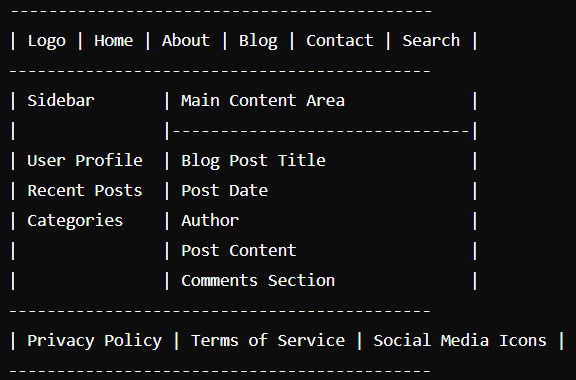 --------------------------------------------
| Logo | Home | About | Blog | Contact | Search |
--------------------------------------------
| Sidebar       | Main Content Area             |
|               |-------------------------------|
| User Profile  | Blog Post Title               |
| Recent Posts  | Post Date                     |
| Categories    | Author                        |
|               | Post Content                  |
|               | Comments Section              |
--------------------------------------------
| Privacy Policy | Terms of Service | Social Media Icons |
--------------------------------------------